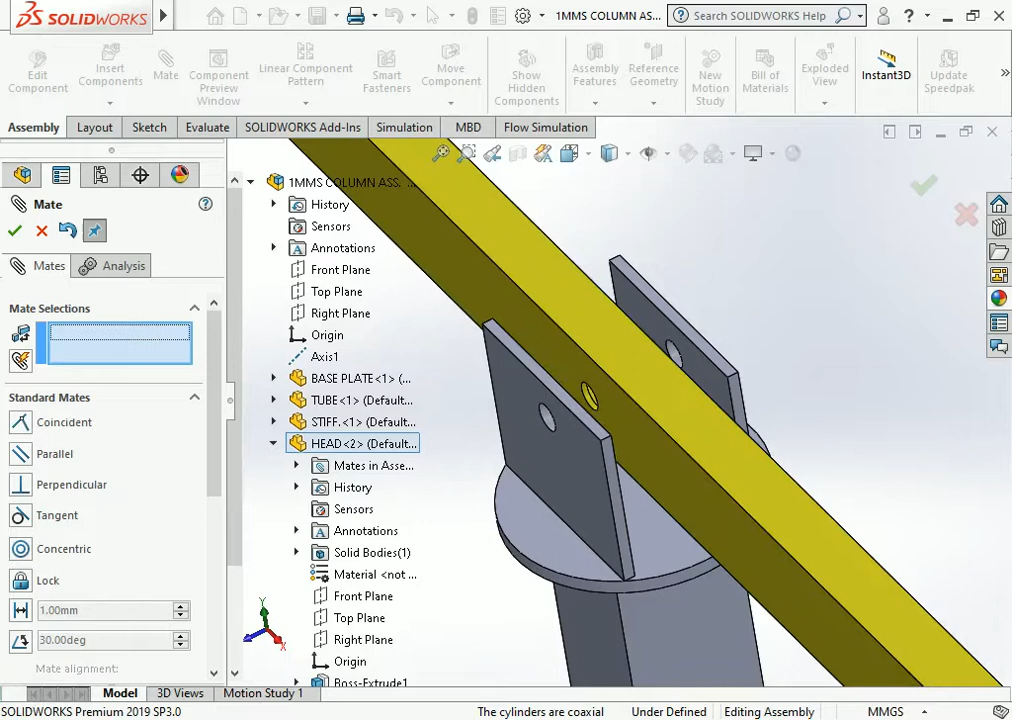 SOLIDWORKS
1MMS COLUMN AS...
Search SOLIDWORKS Help
?
Edit Component
Insert Components
Mate
Component Preview Window
Linear Component Pattern
Smart Fasteners
Move Component
Show Hidden Components
Assembly Features
Reference Geometry
New Motion Study
Bill of Materials
Exploded View
Instant3D
Update Speedpak
Assembly
Layout
Sketch
Evaluate
SOLIDWORKS Add-Ins
Simulation
MBD
Flow Simulation
Mate
Mates
Analysis
Mate Selections
Standard Mates
Coincident
Parallel
Perpendicular
Tangent
Concentric
Lock
1.00mm
30.00deg
Mate alignment:
1MMS COLUMN ASS. ...
History
Sensors
Annotations
Front Plane
Top Plane
Right Plane
Origin
Axis1
BASE PLATE<1> (...
TUBE<1> (Default...
STIFF.<1> (Default...
HEAD<2> (Default...
Mates in Asse...
History
Sensors
Annotations
Solid Bodies(1)
Material <not ...
Front Plane
Top Plane
Right Plane
Origin
Boss-Extrude1
Y
X
Model
3D Views
Motion Study 1
SOLIDWORKS Premium 2019 SP3.0
The cylinders are coaxial
Under Defined
Editing Assembly
MMGS